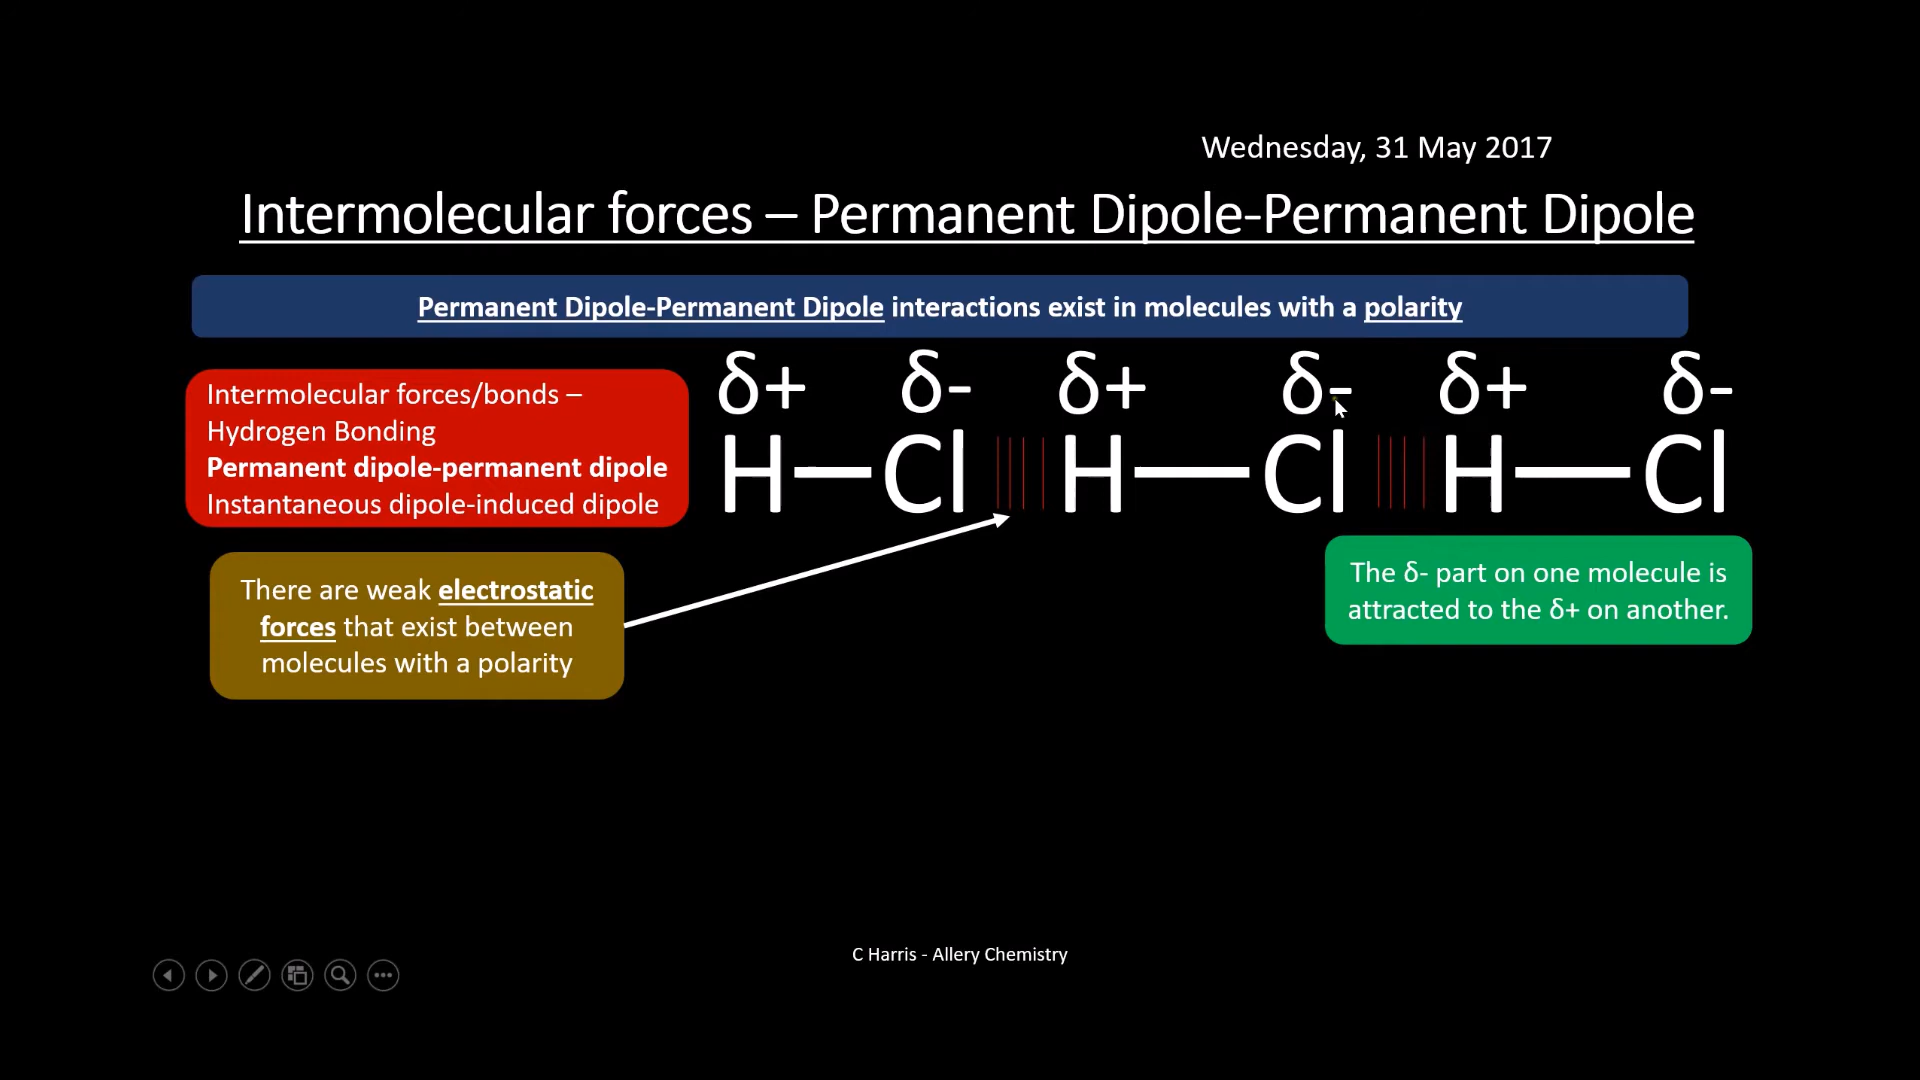 Wednesday, 31 May 2017
Intermolecular forces – Permanent Dipole-Permanent Dipole
Permanent Dipole-Permanent Dipole interactions exist in molecules with a polarity
Intermolecular forces/bonds –
Hydrogen Bonding
Permanent dipole-permanent dipole
Instantaneous dipole-induced dipole
δ+ δ- δ+ δ- δ+ δ-
H Cl H Cl H Cl
There are weak electrostatic
forces that exist between
molecules with a polarity
The δ- part on one molecule is
attracted to the δ+ on another.
C Harris - Allery Chemistry